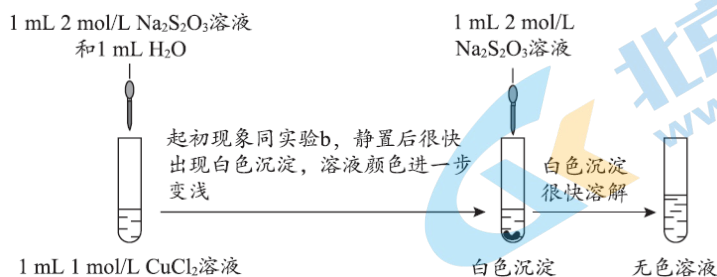 1 mL 2 mol/L Na₂S₂O₃溶液
和1 mL H₂O
1 mL 2 mol/L
Na₂S₂O₃溶液
起初现象同实验b，静置后很快
出现白色沉淀，溶液颜色进一步
变浅
白色沉淀
很快溶解
1 mL 1 mol/L CuCl₂溶液
白色沉淀
无色溶液
北京
www